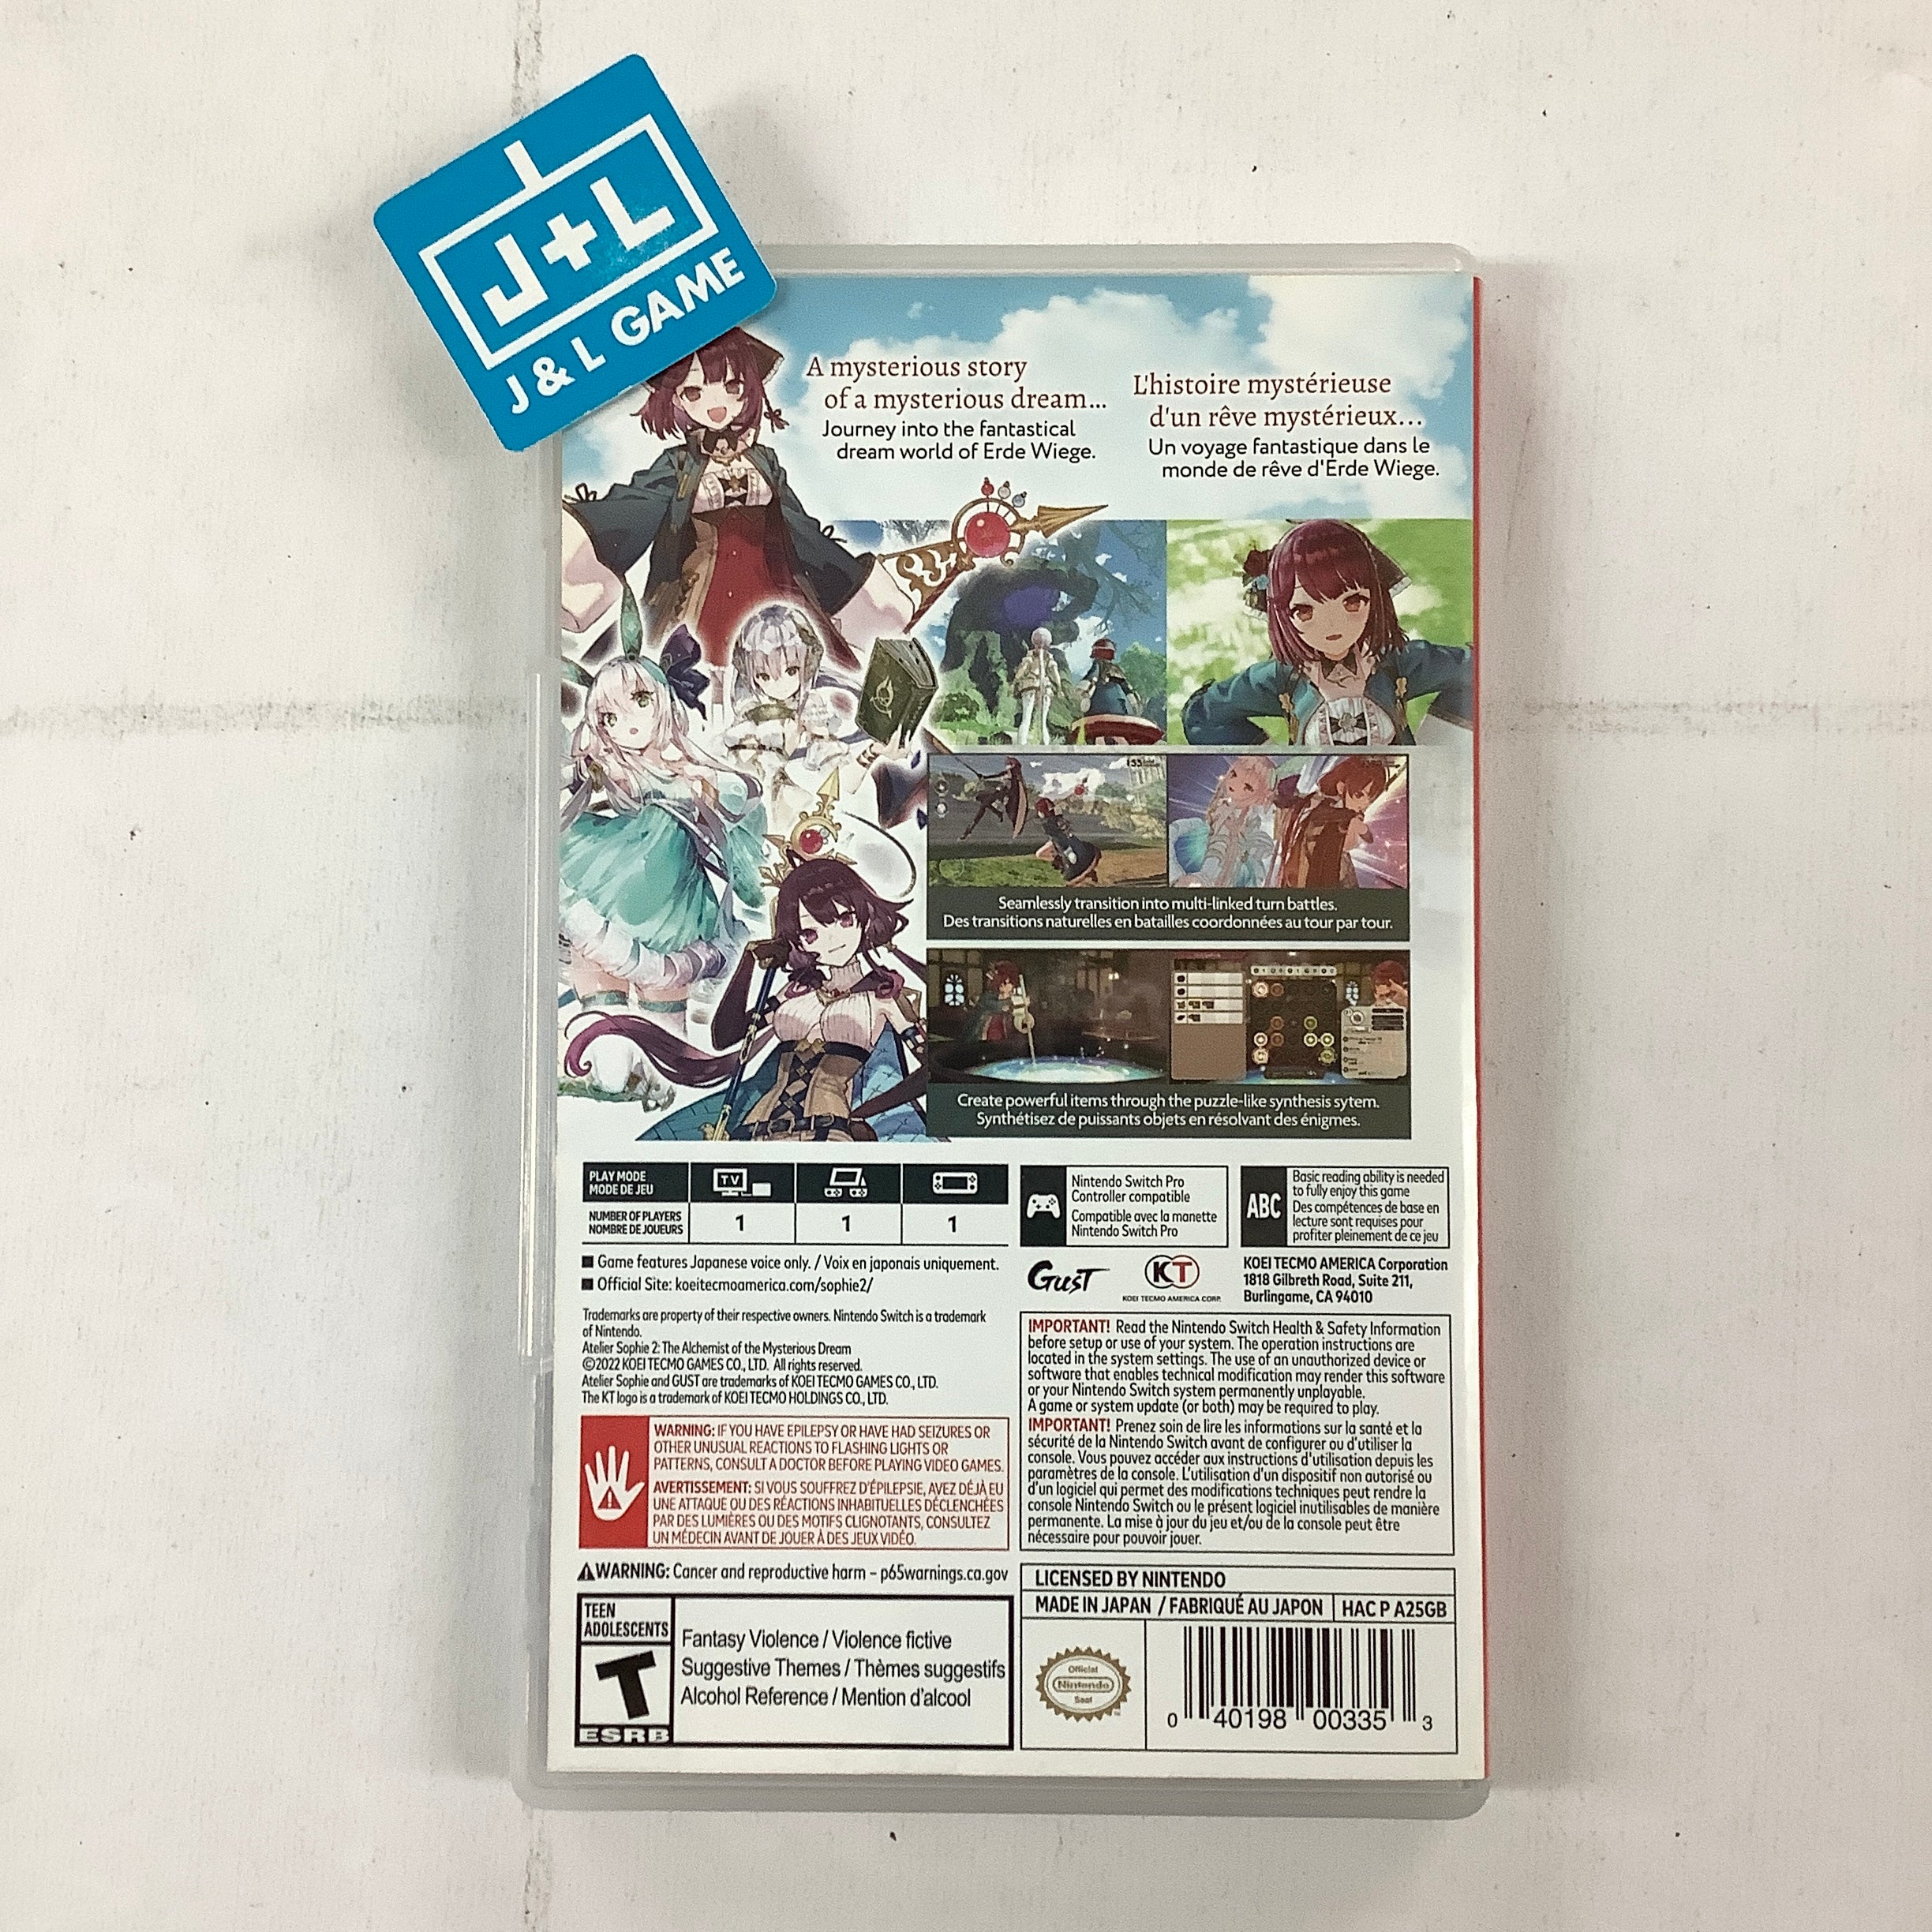 J+L
J & L GAME
A mysterious story
of a mysterious dream...
Journey into the fantastical
dream world of Erde Wiege.
L'histoire mystérieuse
d'un rêve mystérieux...
Un voyage fantastique dans le
monde de rêve d'Erde Wiege.
Seamlessly transition into multi-linked turn battles.
Des transitions naturelles en batailles coordonnées au tour par tour.
Create powerful items through the puzzle-like synthesis sytem.
Synthétisez de puissants objets en résolvant des énigmes.
PLAY MODE
MODE DE JEU
TV
NUMBER OF PLAYERS
NOMBRE DE JOUEURS
1 1 1
Nintendo Switch Pro
Controller compatible
Compatible avec la manette
Nintendo Switch Pro
ABC
Basic reading ability is needed
to fully enjoy this game
Des compétences de base en
lecture sont requises pour
profiter pleinement de ce jeu
■ Game features Japanese voice only. / Voix en japonais uniquement.
■ Official Site: koeitecmoamerica.com/sophie2/
GUST
KT
KOEI TECMO AMERICA CORP.
KOEI TECMO AMERICA Corporation
1818 Gilbreth Road, Suite 211,
Burlingame, CA 94010
Trademarks are property of their respective owners. Nintendo Switch is a trademark
of Nintendo.
Atelier Sophie 2: The Alchemist of the Mysterious Dream
©2022 KOEI TECMO GAMES CO., LTD. All rights reserved.
Atelier Sophie and GUST are trademarks of KOEI TECMO GAMES CO., LTD.
The KT logo is a trademark of KOEI TECMO HOLDINGS CO., LTD.
IMPORTANT! Read the Nintendo Switch Health & Safety Information
before setup or use of your system. The operation instructions are
located in the system settings. The use of an unauthorized device or
software that enables technical modification may render this software
or your Nintendo Switch system permanently unplayable.
A game or system update (or both) may be required to play.
IMPORTANT! Prenez soin de lire les informations sur la santé et la
sécurité de la Nintendo Switch avant de configurer ou d'utiliser la
console. Vous pouvez accéder aux instructions d'utilisation depuis les
paramètres de la console. L'utilisation d'un dispositif non autorisé ou
d'un logiciel qui permet des modifications techniques peut rendre la
console Nintendo Switch ou le présent logiciel inutilisables de manière
permanente. La mise à jour du jeu et/ou de la console peut être
nécessaire pour pouvoir jouer.
WARNING: IF YOU HAVE EPILEPSY OR HAVE HAD SEIZURES OR
OTHER UNUSUAL REACTIONS TO FLASHING LIGHTS OR
PATTERNS, CONSULT A DOCTOR BEFORE PLAYING VIDEO GAMES.
AVERTISSEMENT: SI VOUS SOUFFREZ D'ÉPILEPSIE, AVEZ DÉJÀ EU
UNE ATTAQUE OU DES RÉACTIONS INHABITUELLES DÉCLENCHÉES
PAR DES LUMIÈRES OU DES MOTIFS CLIGNOTANTS, CONSULTEZ
UN MÉDECIN AVANT DE JOUER À DES JEUX VIDÉO.
⚠WARNING: Cancer and reproductive harm – p65warnings.ca.gov
TEEN
ADOLESCENTS
T
ESRB
Fantasy Violence / Violence fictive
Suggestive Themes / Thèmes suggestifs
Alcohol Reference / Mention d'alcool
LICENSED BY NINTENDO
MADE IN JAPAN / FABRIQUÉ AU JAPON HAC P A25GB
Official
Nintendo
Seal
0 40198 00335 3